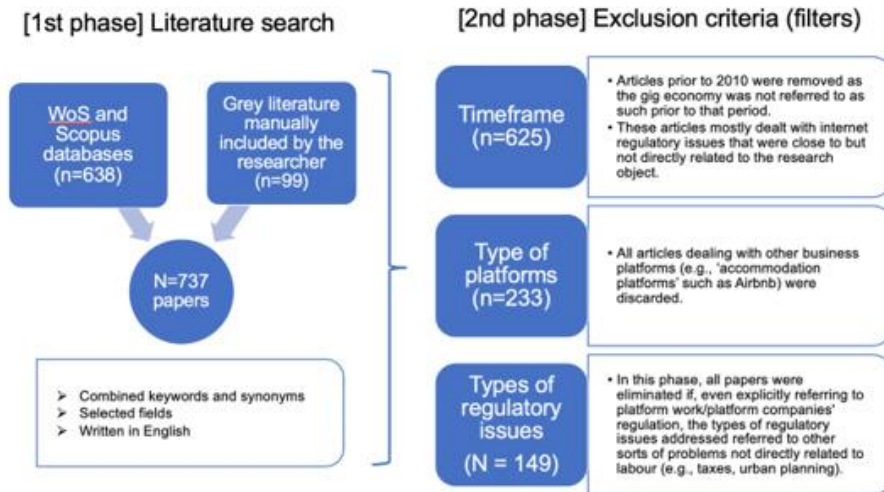 [1st phase] Literature search
WoS and
Scopus
databases
(n=638)
Grey literature
manually
included by the
researcher
(n=99)
N=737
papers
➢ Combined keywords and synonyms
➢ Selected fields
➢ Written in English
[2nd phase] Exclusion criteria (filters)
Timeframe
(n=625)
• Articles prior to 2010 were removed as
the gig economy was not referred to as
such prior to that period.
• These articles mostly dealt with internet
regulatory issues that were close to but
not directly related to the research
object.
Type of
platforms
(n=233)
• All articles dealing with other business
platforms (e.g., 'accommodation
platforms' such as Airbnb) were
discarded.
Types of
regulatory
issues
(N = 149)
• In this phase, all papers were
eliminated if, even explicitly referring to
platform work/platform companies'
regulation, the types of regulatory
issues addressed referred to other
sorts of problems not directly related to
labour (e.g., taxes, urban planning).